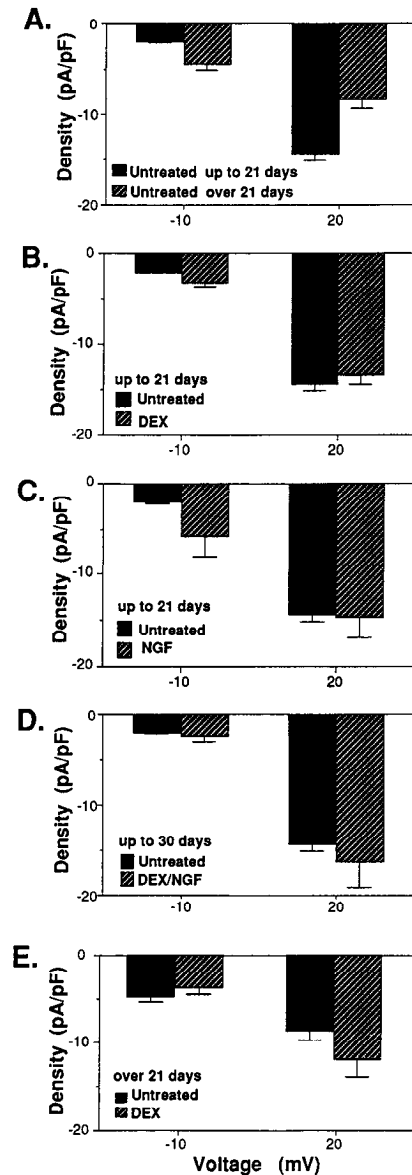 A.
Density (pA/pF)
0
-10
-20
Untreated up to 21 days
Untreated over 21 days
-10 20
B.
Density (pA/pF)
0
-10
-20
up to 21 days
Untreated
DEX
-10 20
C.
Density (pA/pF)
0
-10
-20
up to 21 days
Untreated
NGF
-10 20
D.
Density (pA/pF)
0
-10
-20
up to 30 days
Untreated
DEX/NGF
-10 20
E.
Density (pA/pF)
0
-10
-20
over 21 days
Untreated
DEX
-10 20
Voltage (mV)